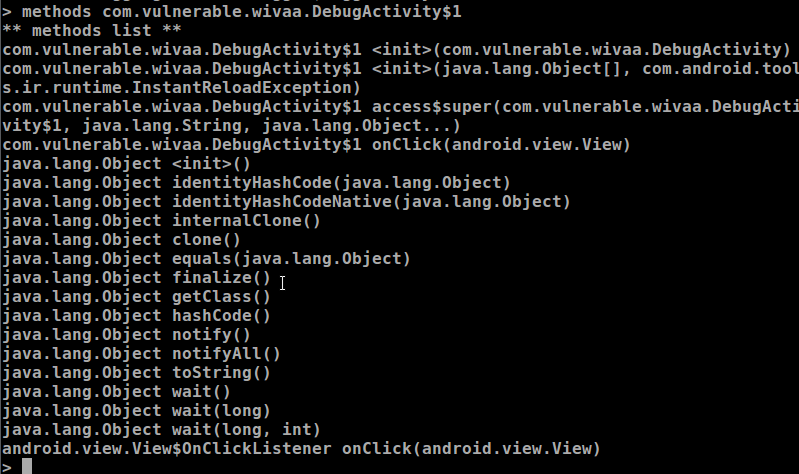 > methods com.vulnerable.wivaa.DebugActivity$1
** methods list **
com.vulnerable.wivaa.DebugActivity$1 <init>(com.vulnerable.wivaa.DebugActivity)
com.vulnerable.wivaa.DebugActivity$1 <init>(java.lang.Object[], com.android.tool
s.ir.runtime.InstantReloadException)
com.vulnerable.wivaa.DebugActivity$1 access$super(com.vulnerable.wivaa.DebugActi
vity$1, java.lang.String, java.lang.Object...)
com.vulnerable.wivaa.DebugActivity$1 onClick(android.view.View)
java.lang.Object <init>()
java.lang.Object identityHashCode(java.lang.Object)
java.lang.Object identityHashCodeNative(java.lang.Object)
java.lang.Object internalClone()
java.lang.Object clone()
java.lang.Object equals(java.lang.Object)
java.lang.Object finalize()
java.lang.Object getClass()
java.lang.Object hashCode()
java.lang.Object notify()
java.lang.Object notifyAll()
java.lang.Object toString()
java.lang.Object wait()
java.lang.Object wait(long)
java.lang.Object wait(long, int)
android.view.View$OnClickListener onClick(android.view.View)
>